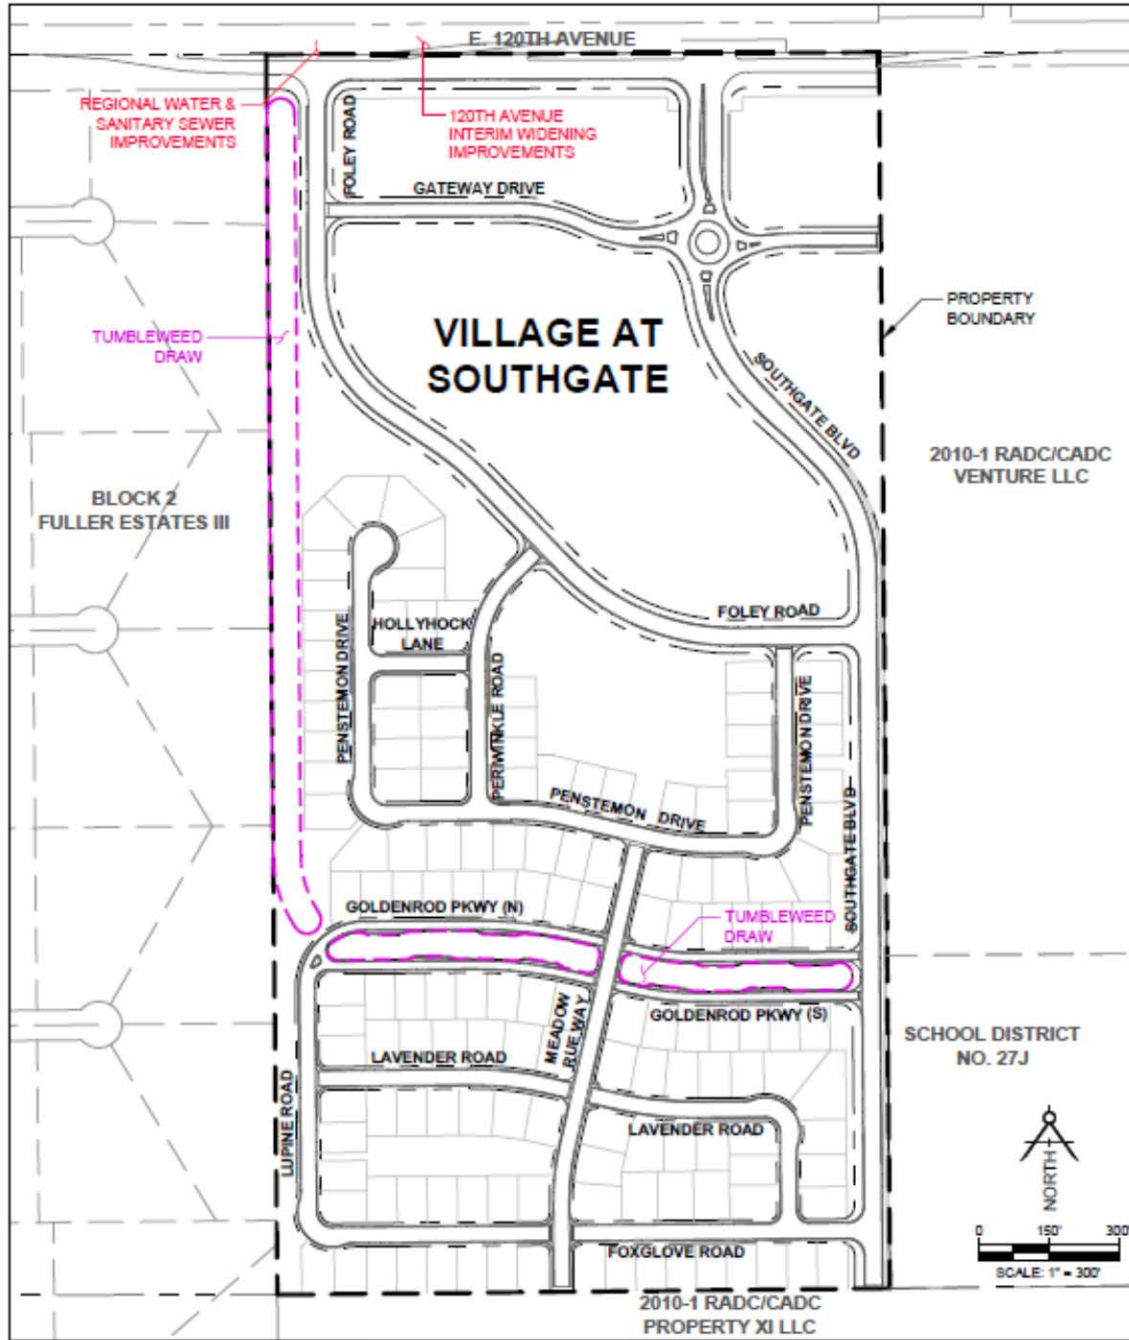 E. 120TH AVENUE
REGIONAL WATER &
SANITARY SEWER
IMPROVEMENTS
FOLEY ROAD
120TH AVENUE
INTERIM WIDENING
IMPROVEMENTS
GATEWAY DRIVE
PROPERTY
BOUNDARY
TUMBLEWEED
DRAW
VILLAGE AT
SOUTHGATE
SOUTHGATE BLVD
2010-1 RADC/CADC
VENTURE LLC
BLOCK 2
FULLER ESTATES III
FOLEY ROAD
HOLLYHOCK
LANE
PENSTEMON DRIVE
PERIWINKLE ROAD
PENSTEMON DRIVE
PENSTEMON DRIVE
SOUTHGATE BLVD
GOLDENROD PKWY (N)
TUMBLEWEED
DRAW
MEADOW
RUE WAY
GOLDENROD PKWY (S)
SCHOOL DISTRICT
NO. 27J
LAVENDER ROAD
LUPINE ROAD
LAVENDER ROAD
NORTH
0 150' 300'
SCALE: 1" = 300'
FOXGLOVE ROAD
2010-1 RADC/CADC
PROPERTY XI LLC